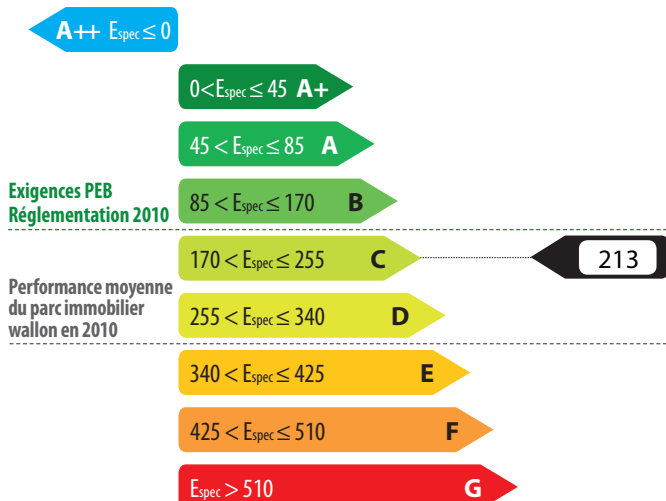 A++ Espec ≤ 0
0 < Espec ≤ 45 A+
45 < Espec ≤ 85 A
Exigences PEB
Réglementation 2010
85 < Espec ≤ 170 B
170 < Espec ≤ 255 C
213
Performance moyenne
du parc immobilier
wallon en 2010
255 < Espec ≤ 340 D
340 < Espec ≤ 425 E
425 < Espec ≤ 510 F
Espec > 510 G